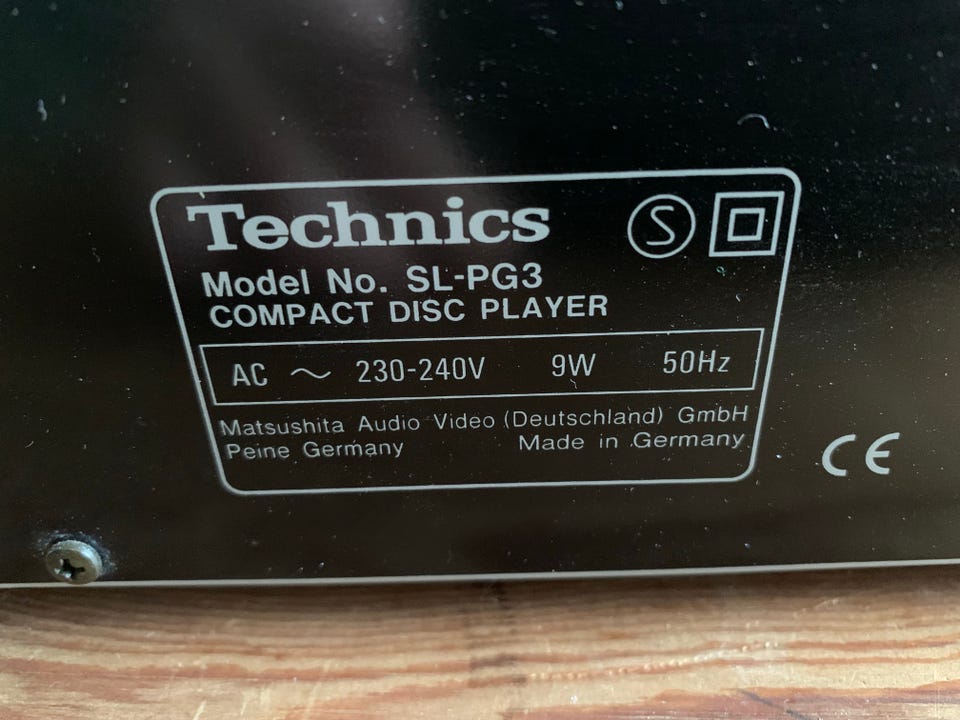 Technics S
Model No. SL-PG3
COMPACT DISC PLAYER
AC ~ 230-240V 9W 50Hz
Matsushita Audio Video (Deutschland) GmbH
Peine Germany Made in Germany
CE